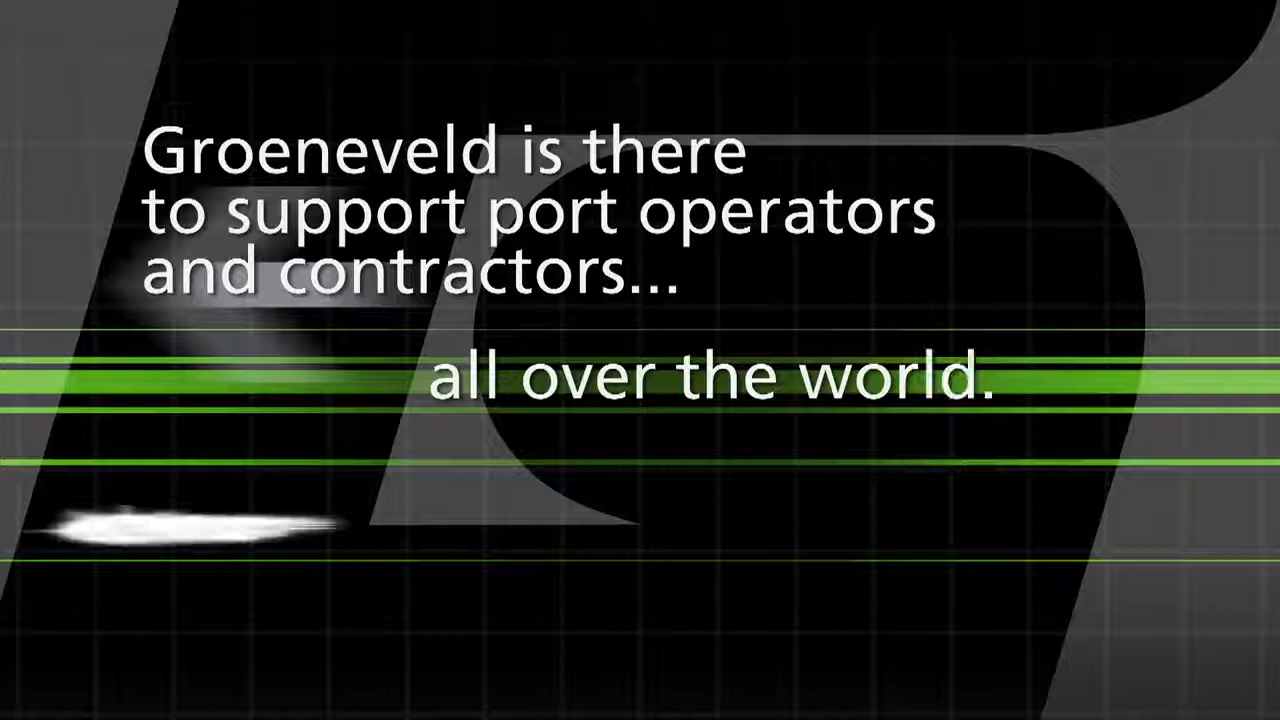 Groeneveld is there
to support port operators
and contractors...
all over the world.